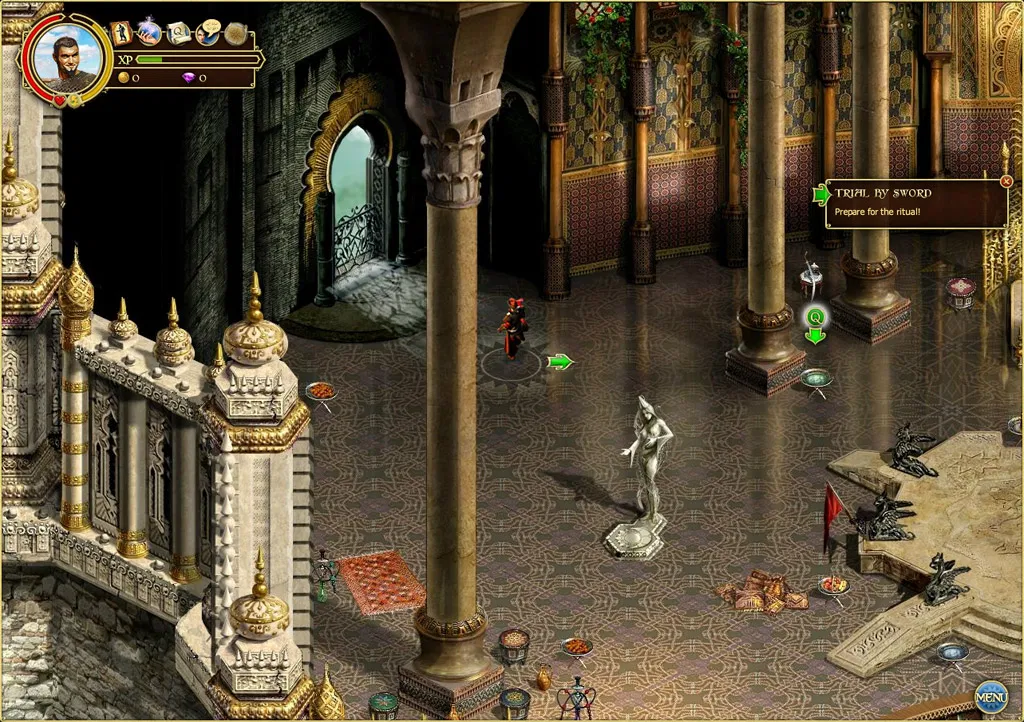 XP
0 0
TRIAL BY SWORD
Prepare for the ritual!
Q
MENU